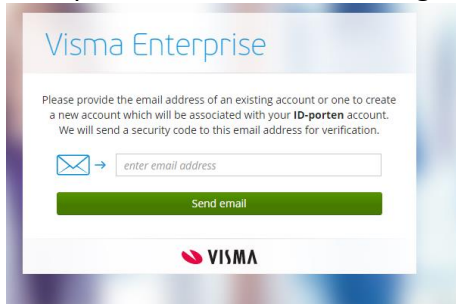 Visma Enterprise
Please provide the email address of an existing account or one to create
a new account which will be associated with your ID-porten account.
We will send a security code to this email address for verification.
enter email address
Send email
VISMA